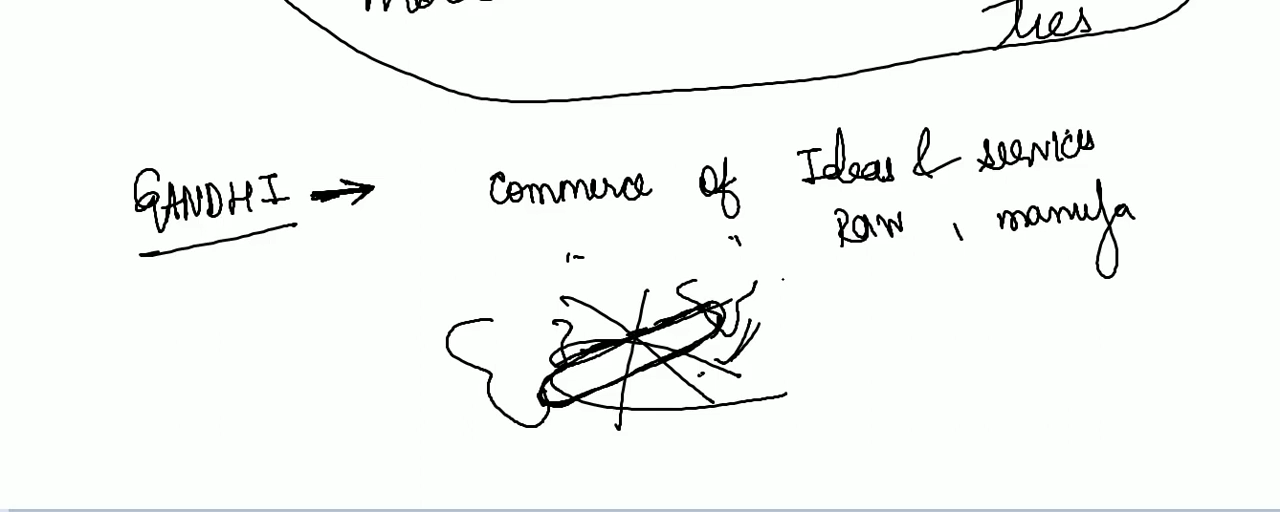 ties
GANDHI → Commerce of Ideas & services
" " Raw, manufa